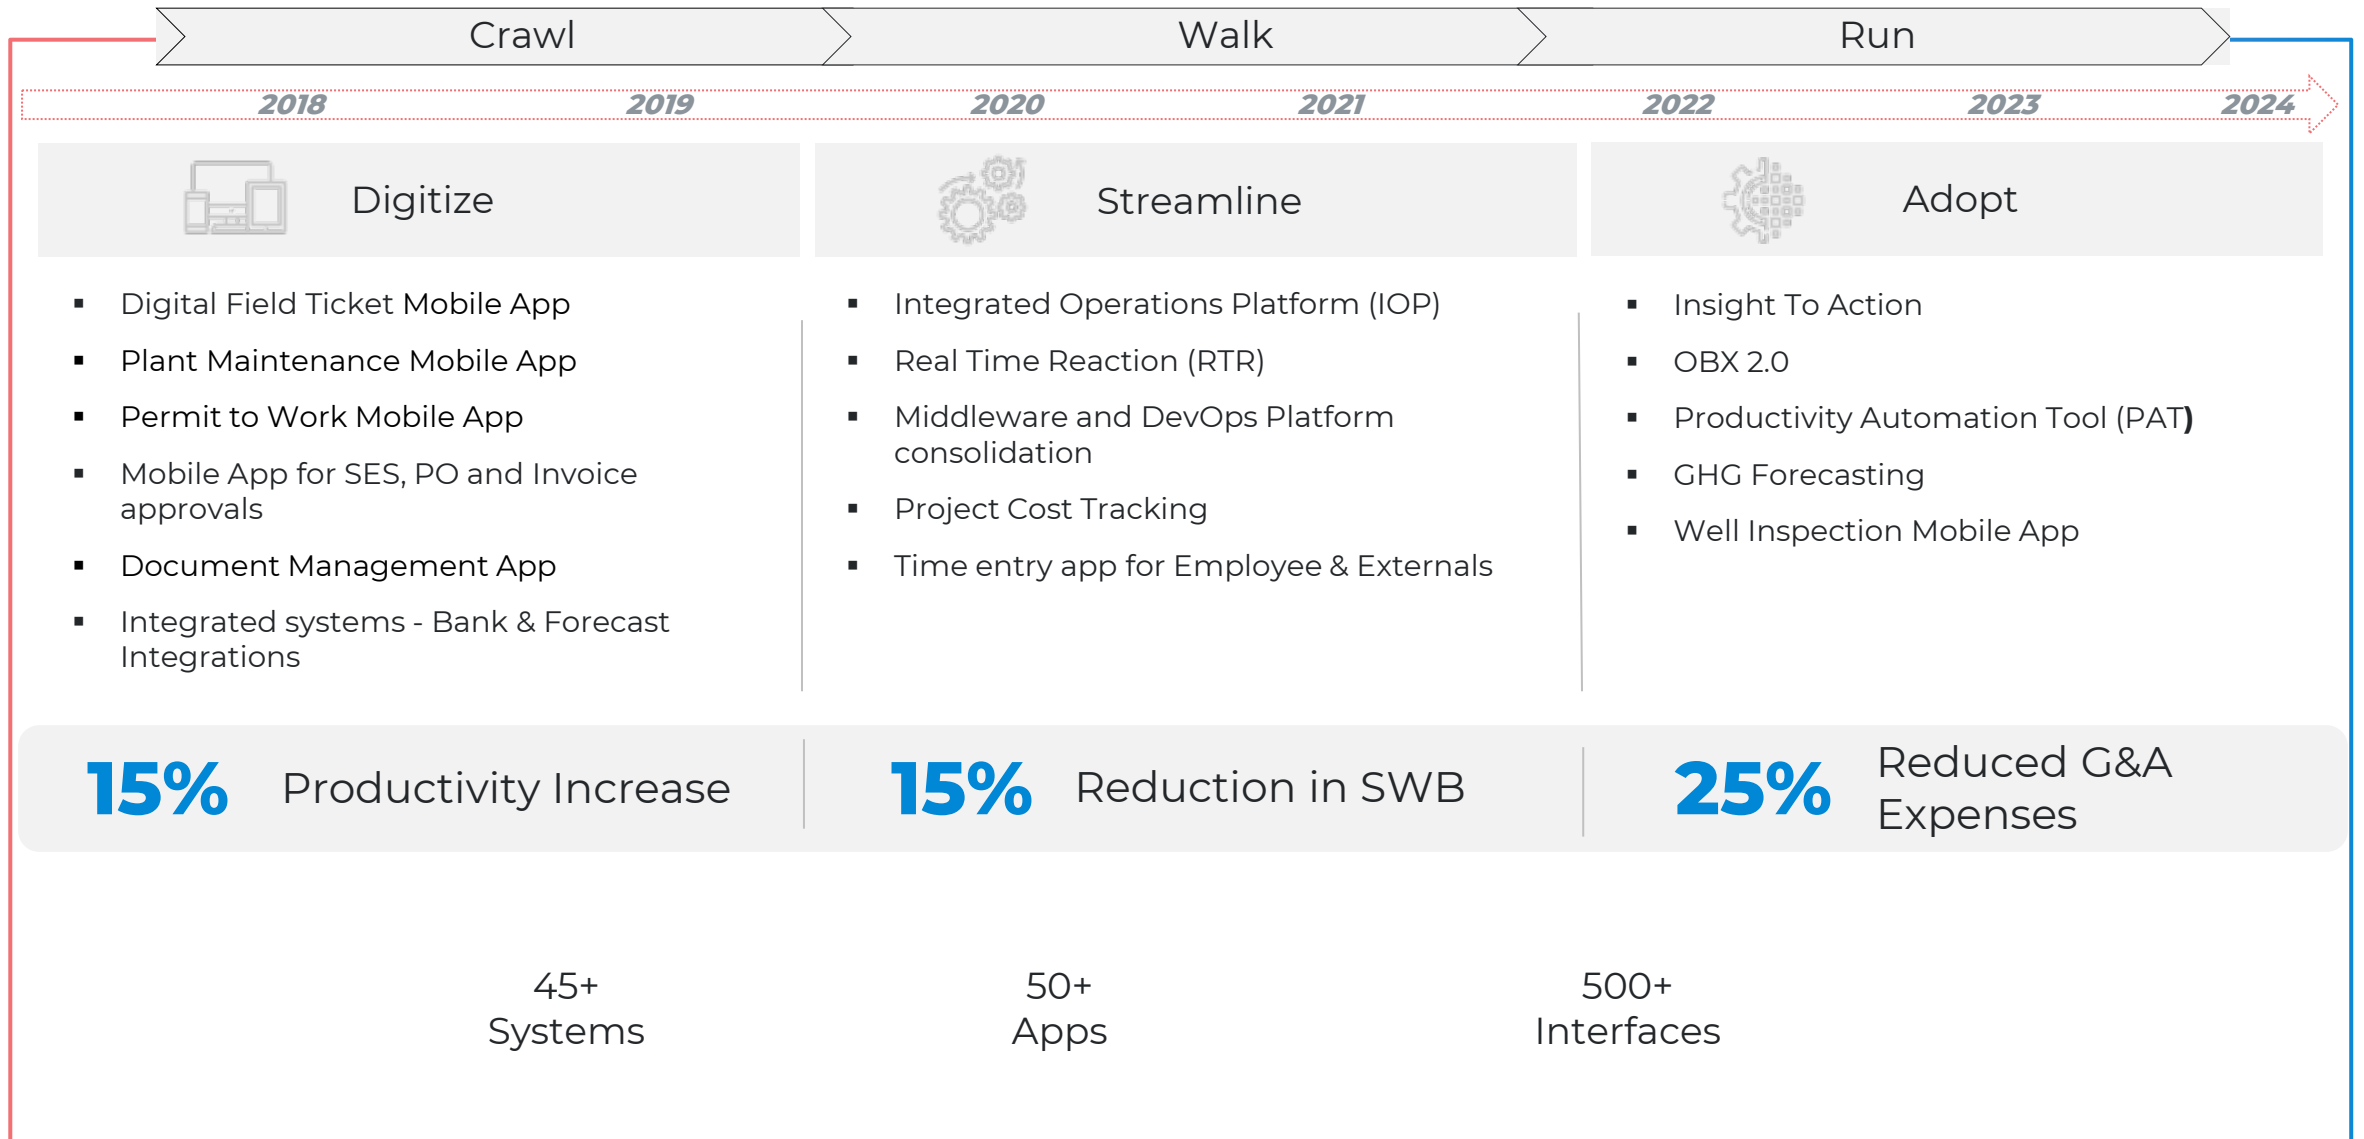 Crawl
Walk
Run
2018
2019
2020
2021
2022
2023
2024
Digitize
Streamline
Adopt
Digital Field Ticket Mobile App
Plant Maintenance Mobile App
Permit to Work Mobile App
Mobile App for SES, PO and Invoice
approvals
Document Management App
Integrated systems - Bank & Forecast
Integrations
Integrated Operations Platform (IOP)
Real Time Reaction (RTR)
Middleware and DevOps Platform
consolidation
Project Cost Tracking
Time entry app for Employee & Externals
Insight To Action
OBX 2.0
Productivity Automation Tool (PAT)
GHG Forecasting
Well Inspection Mobile App
15%
Productivity Increase
15%
Reduction in SWB
25%
Reduced G&A
Expenses
45+
Systems
50+
Apps
500+
Interfaces